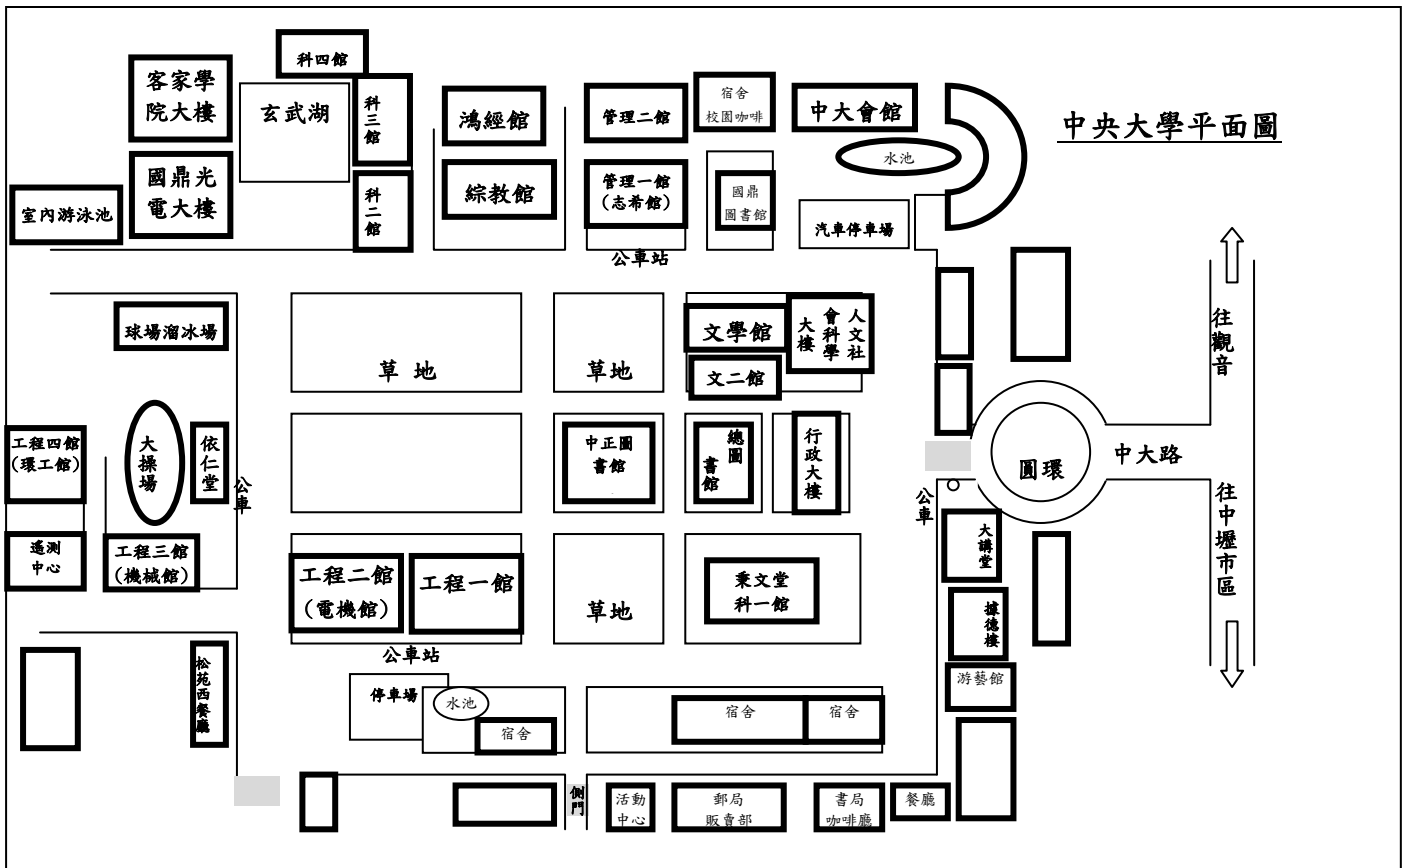 中央大學平面圖
科四館
客家學
院大樓
玄武湖
科三館
鴻經館
管理二館
宿舍
校園咖啡
中大會館
水池
國鼎光
電大樓
室內游泳池
科二館
綜教館
管理一館
(志希館)
國鼎
圖書館
汽車停車場
公車站
往觀音
球場溜冰場
草 地
草地
文學館
文二館
人文社
會科學
大樓
工程四館
(環工館)
大操場
依仁堂
公車
中正圖
書館
總圖
書館
行政大樓
公車
圓環
中大路
往中壢市區
遙測
中心
工程三館
(機械館)
工程二館
(電機館)
工程一館
草地
秉文堂
科一館
大講堂
據德樓
游藝館
公車站
松苑西餐廳
停車場
水池
宿舍
宿舍
宿舍
側門
活動
中心
郵局
販賣部
書局
咖啡廳
餐廳